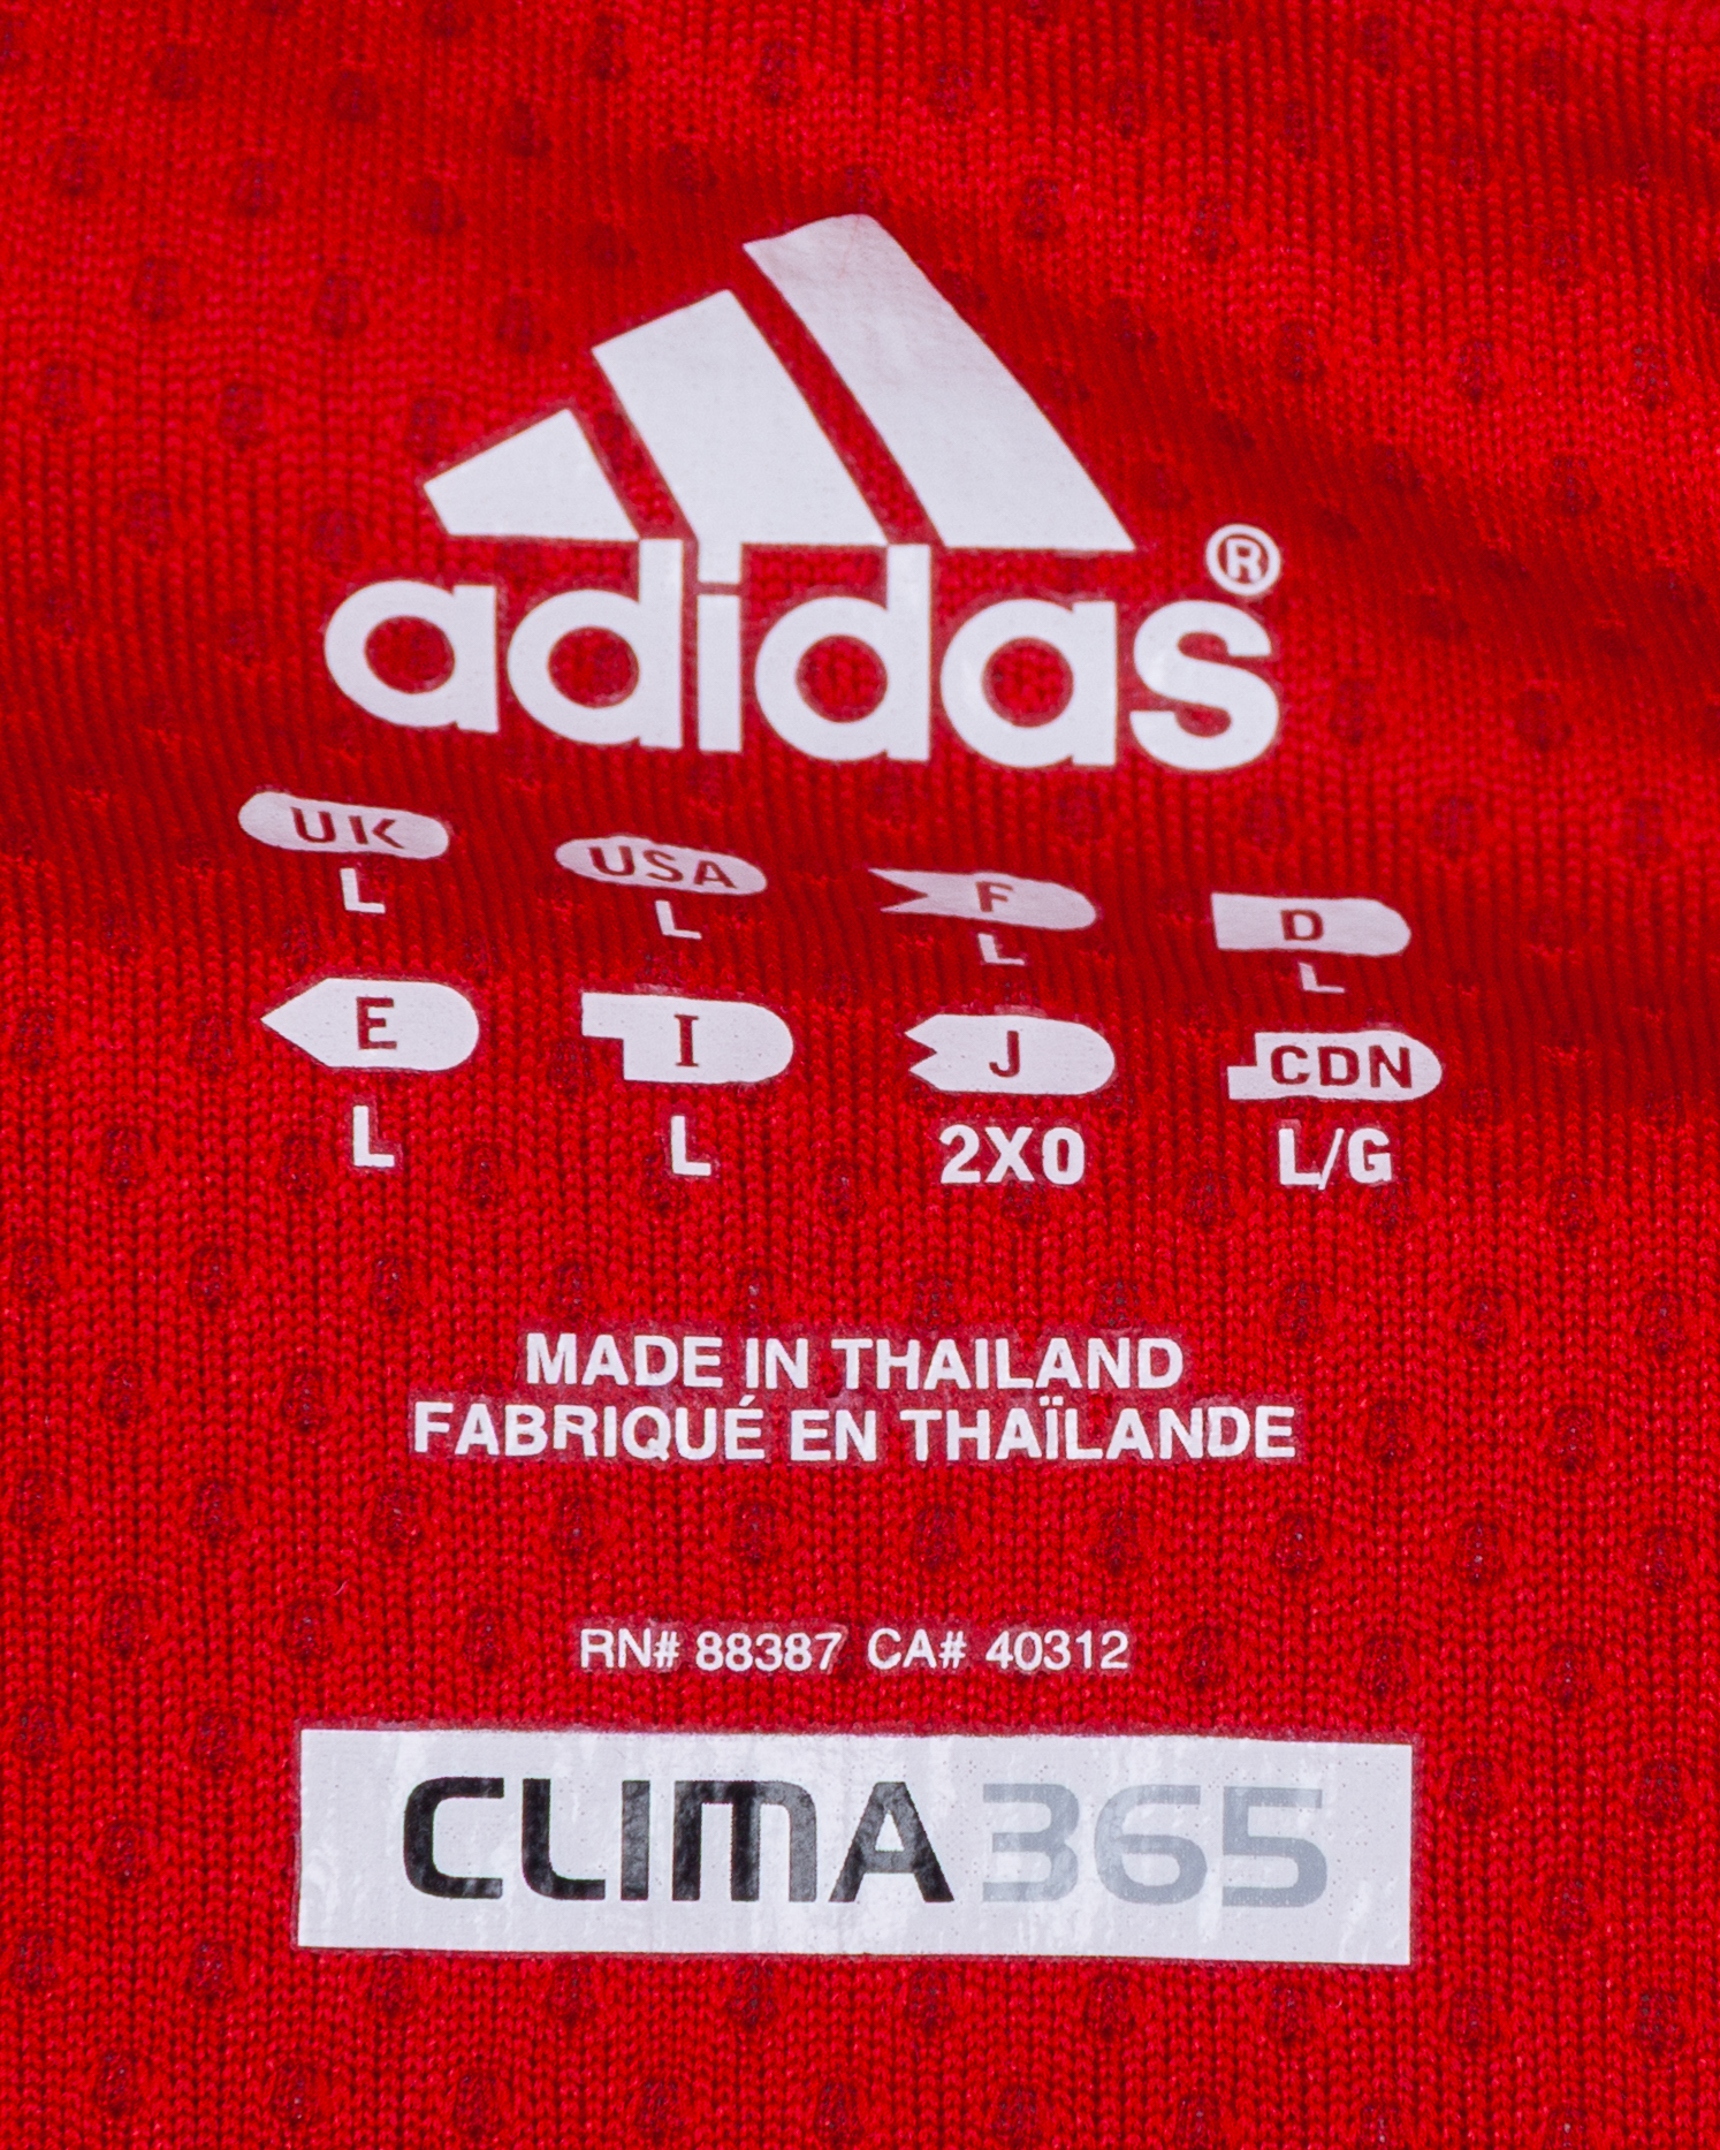 adidas®
UK USA F D
L L L L
E I J CDN
L L 2XO L/G
MADE IN THAILAND
FABRIQUÉ EN THAÏLANDE
RN# 88387 CA# 40312
CLIMA365